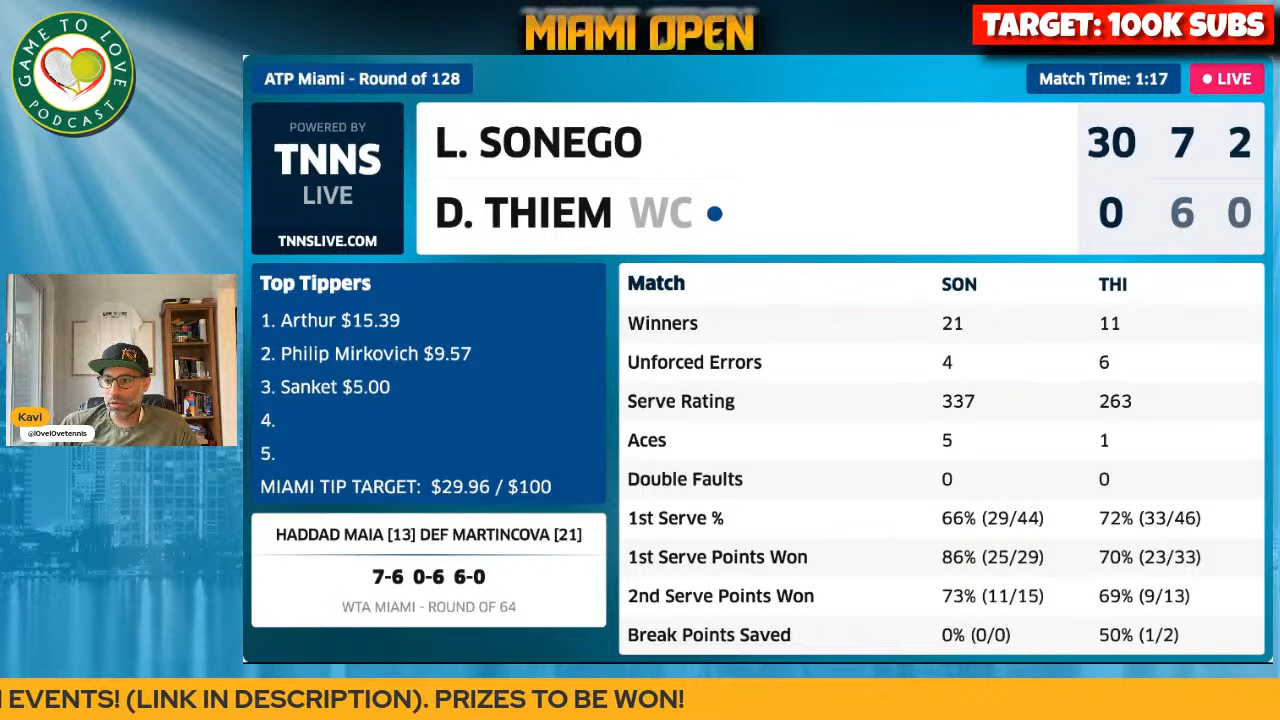 GAME TO LOVE
PODCAST
MIAMI OPEN
TARGET: 100K SUBS
ATP Miami - Round of 128
Match Time: 1:17
LIVE
POWERED BY
TNNS
LIVE
TNNSLIVE.COM
L. SONEGO 30 7 2
D. THIEM WC 0 6 0
Top Tippers
1. Arthur $15.39
2. Philip Mirkovich $9.57
3. Sanket $5.00
4.
5.
MIAMI TIP TARGET: $29.96 / $100
HADDAD MAIA [13] DEF MARTINCOVA [21]
7-6 0-6 6-0
WTA MIAMI - ROUND OF 64
Match SON THI
Winners 21 11
Unforced Errors 4 6
Serve Rating 337 263
Aces 5 1
Double Faults 0 0
1st Serve % 66% (29/44) 72% (33/46)
1st Serve Points Won 86% (25/29) 70% (23/33)
2nd Serve Points Won 73% (11/15) 69% (9/13)
Break Points Saved 0% (0/0) 50% (1/2)
Kavi
@l0vel0vetennis
EVENTS! (LINK IN DESCRIPTION). PRIZES TO BE WON!